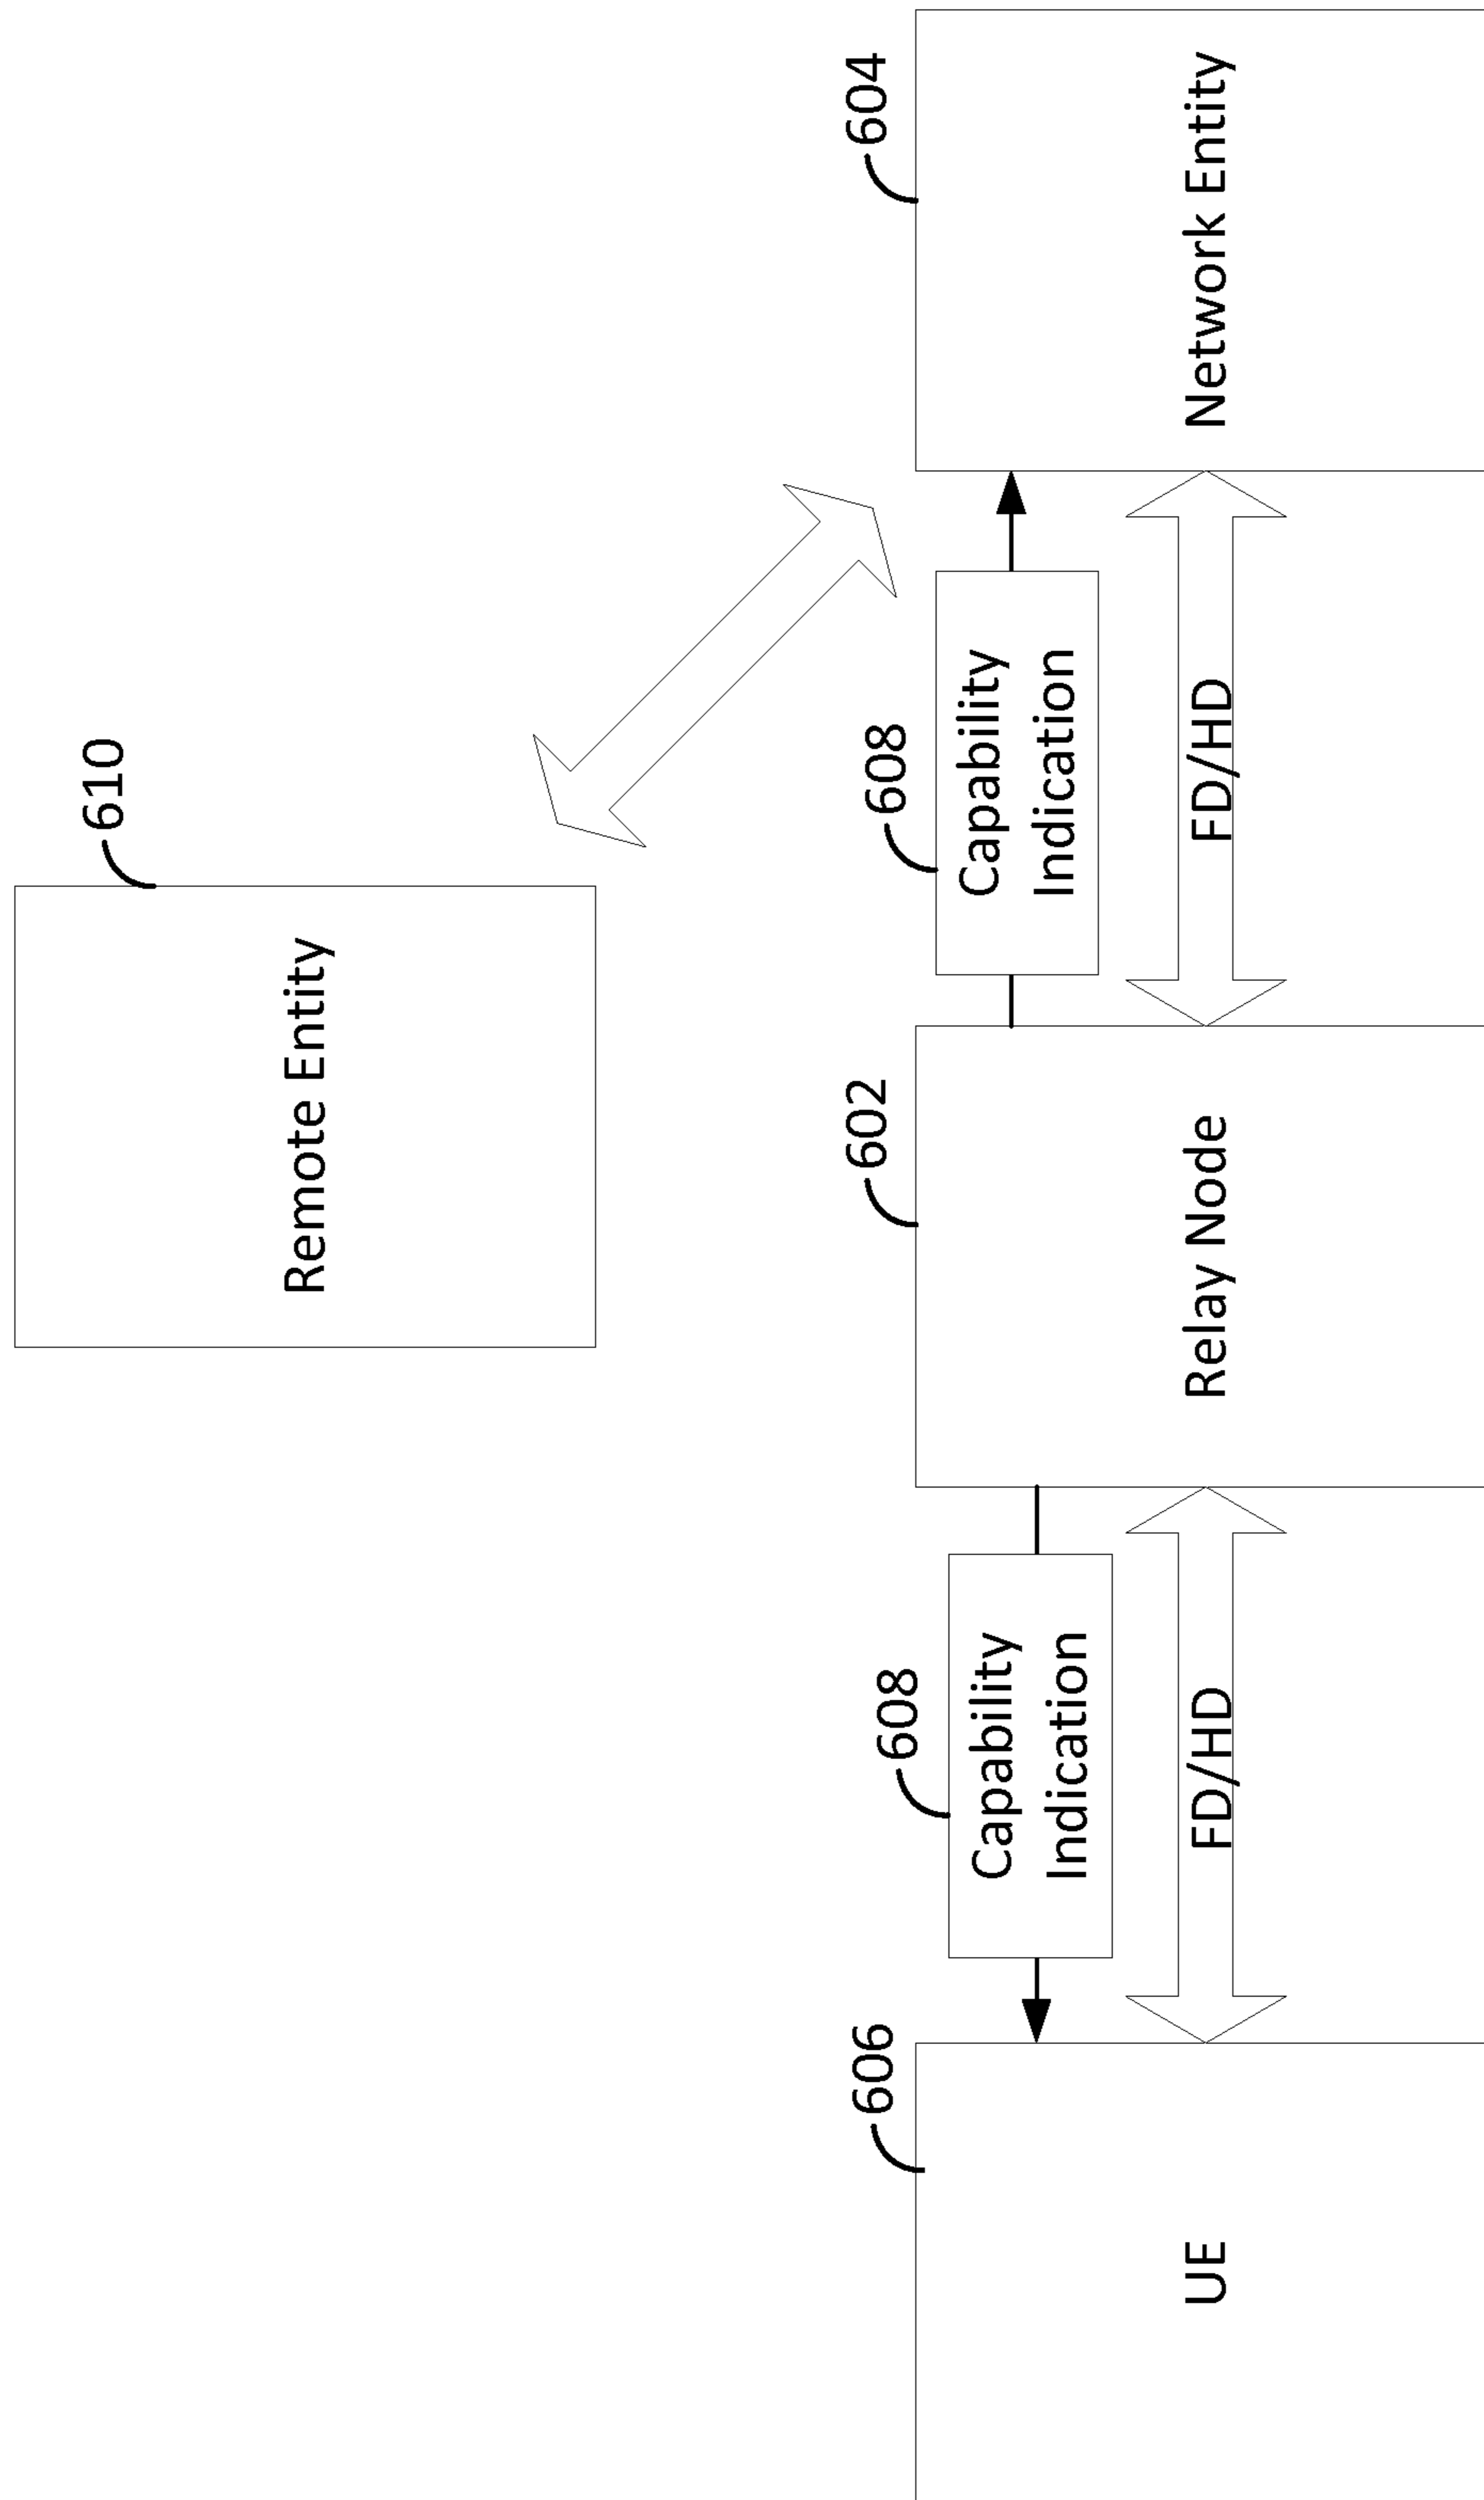 610
Remote Entity
606
608
602
608
604
Capability
Indication
Capability
Indication
UE
FD/HD
Relay Node
FD/HD
Network Entity